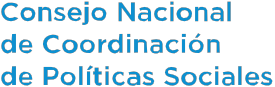 Consejo Nacional
de Coordinación
de Políticas Sociales